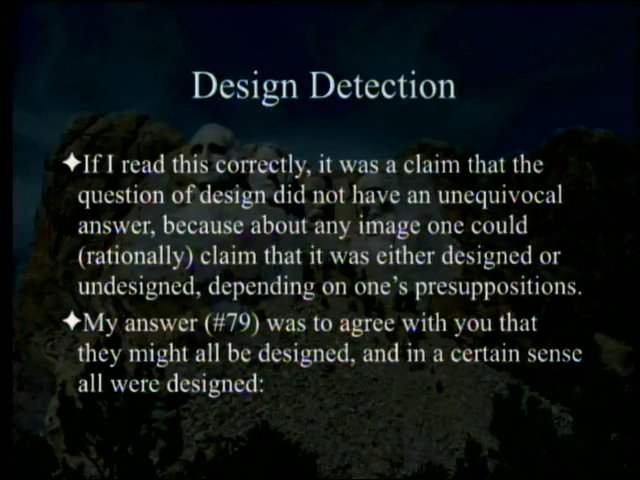 Design Detection
✦If I read this correctly, it was a claim that the
question of design did not have an unequivocal
answer, because about any image one could
(rationally) claim that it was either designed or
undesigned, depending on one's presuppositions.
✦My answer (#79) was to agree with you that
they might all be designed, and in a certain sense
all were designed: